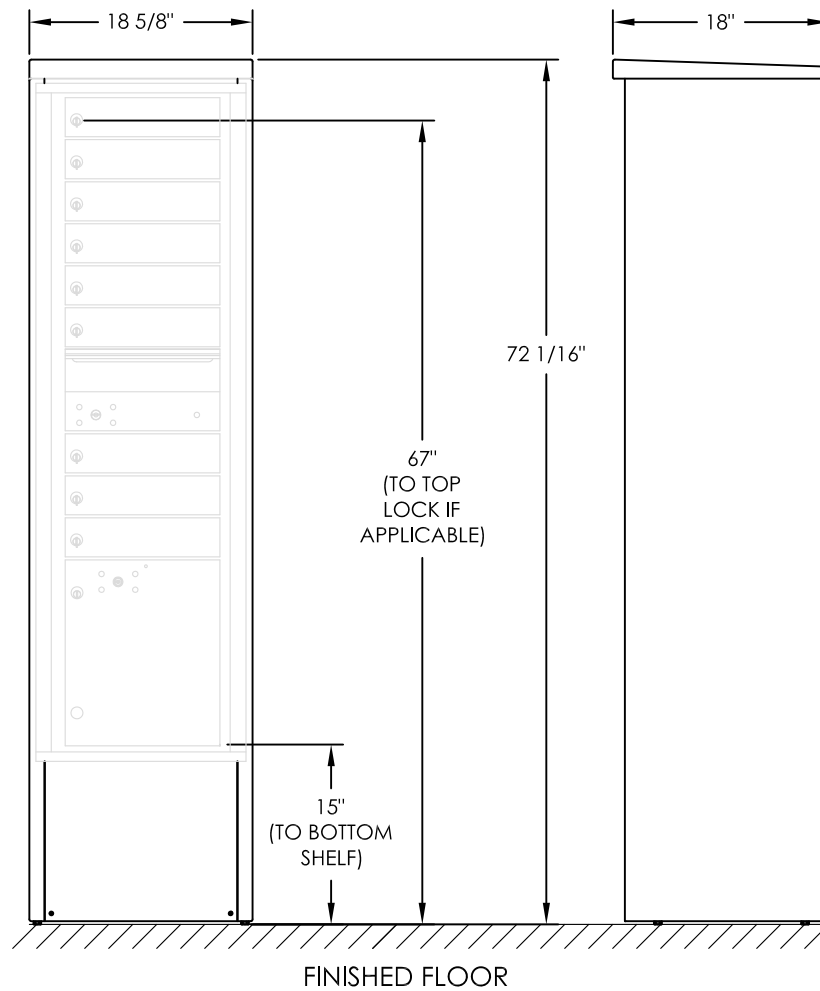 18 5/8"
18"
72 1/16"
67"
(TO TOP
LOCK IF
APPLICABLE)
15"
(TO BOTTOM
SHELF)
FINISHED FLOOR